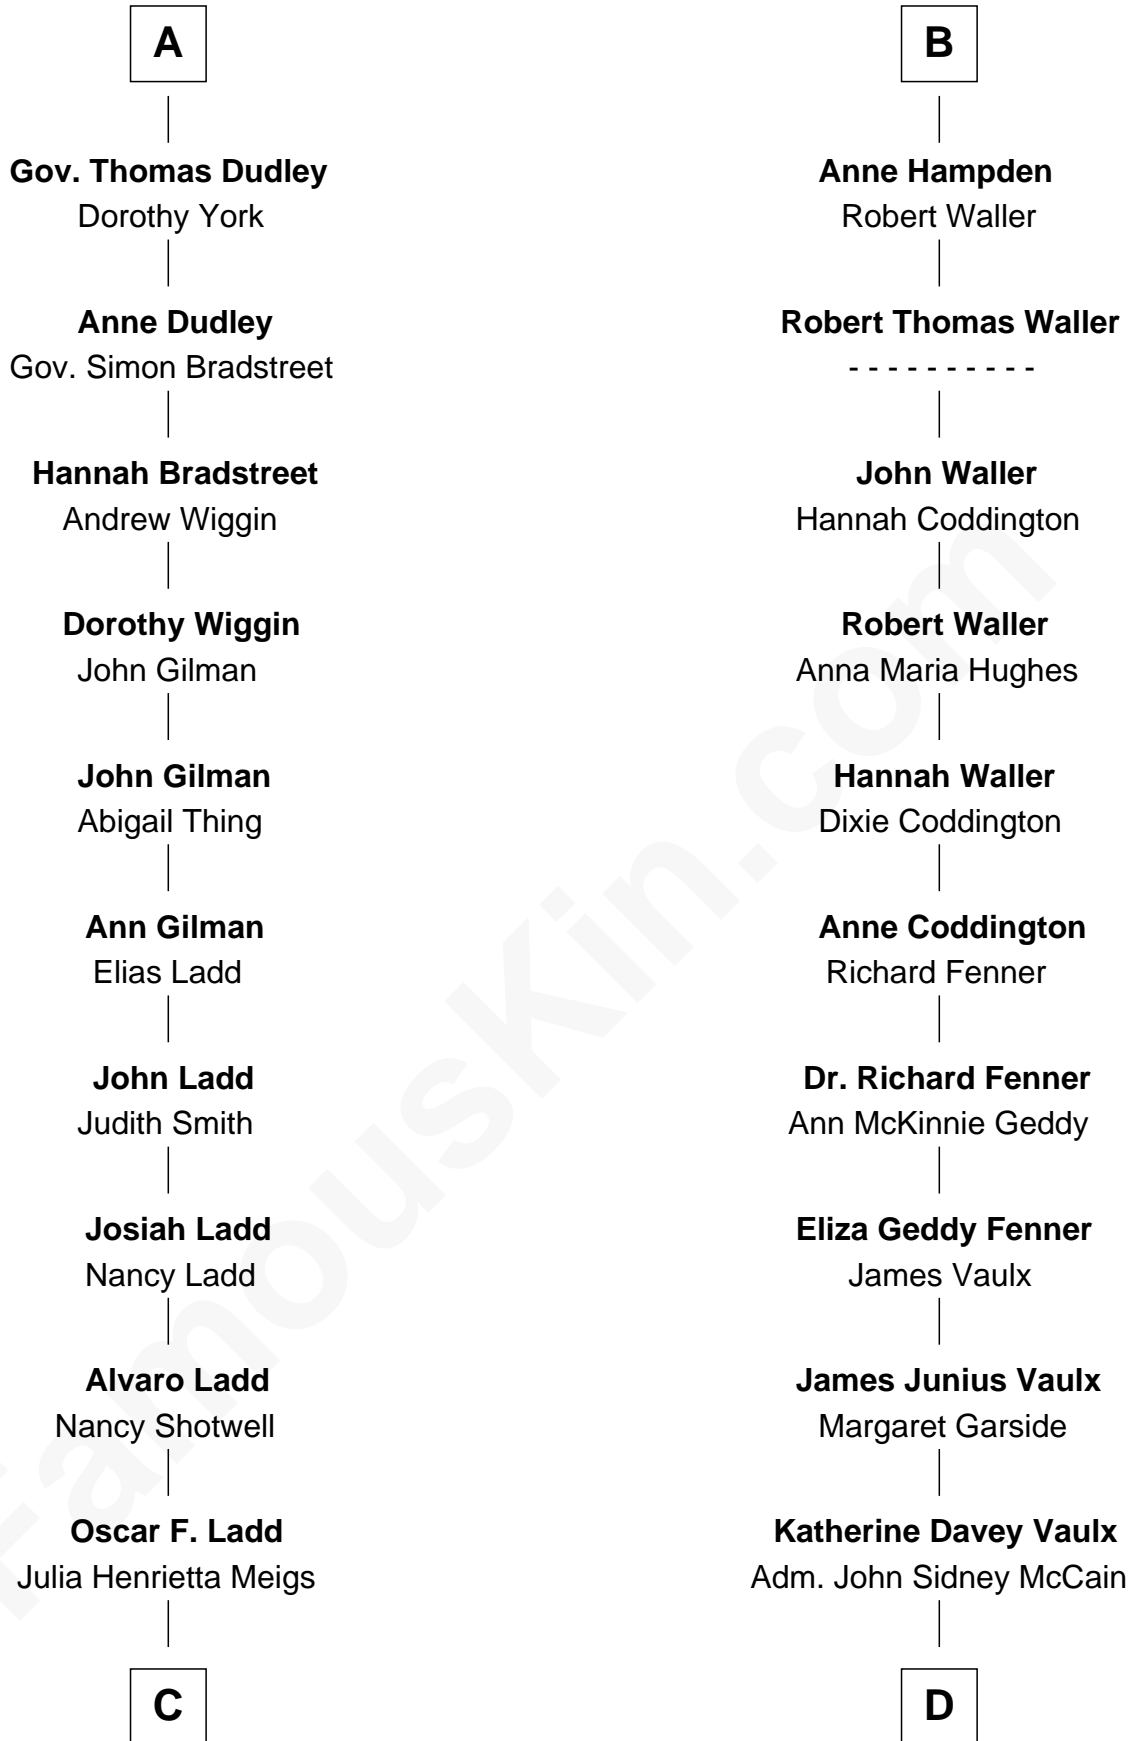 A
Gov. Thomas Dudley
Dorothy York
Anne Dudley
Gov. Simon Bradstreet
Hannah Bradstreet
Andrew Wiggin
Dorothy Wiggin
John Gilman
John Gilman
Abigail Thing
Ann Gilman
Elias Ladd
John Ladd
Judith Smith
Josiah Ladd
Nancy Ladd
Alvaro Ladd
Nancy Shotwell
Oscar F. Ladd
Julia Henrietta Meigs
C
B
Anne Hampden
Robert Waller
Robert Thomas Waller
- - - - - - - - - -
John Waller
Hannah Coddington
Robert Waller
Anna Maria Hughes
Hannah Waller
Dixie Coddington
Anne Coddington
Richard Fenner
Dr. Richard Fenner
Ann McKinnie Geddy
Eliza Geddy Fenner
James Vaulx
James Junius Vaulx
Margaret Garside
Katherine Davey Vaulx
Adm. John Sidney McCain
D
FamousKin.com